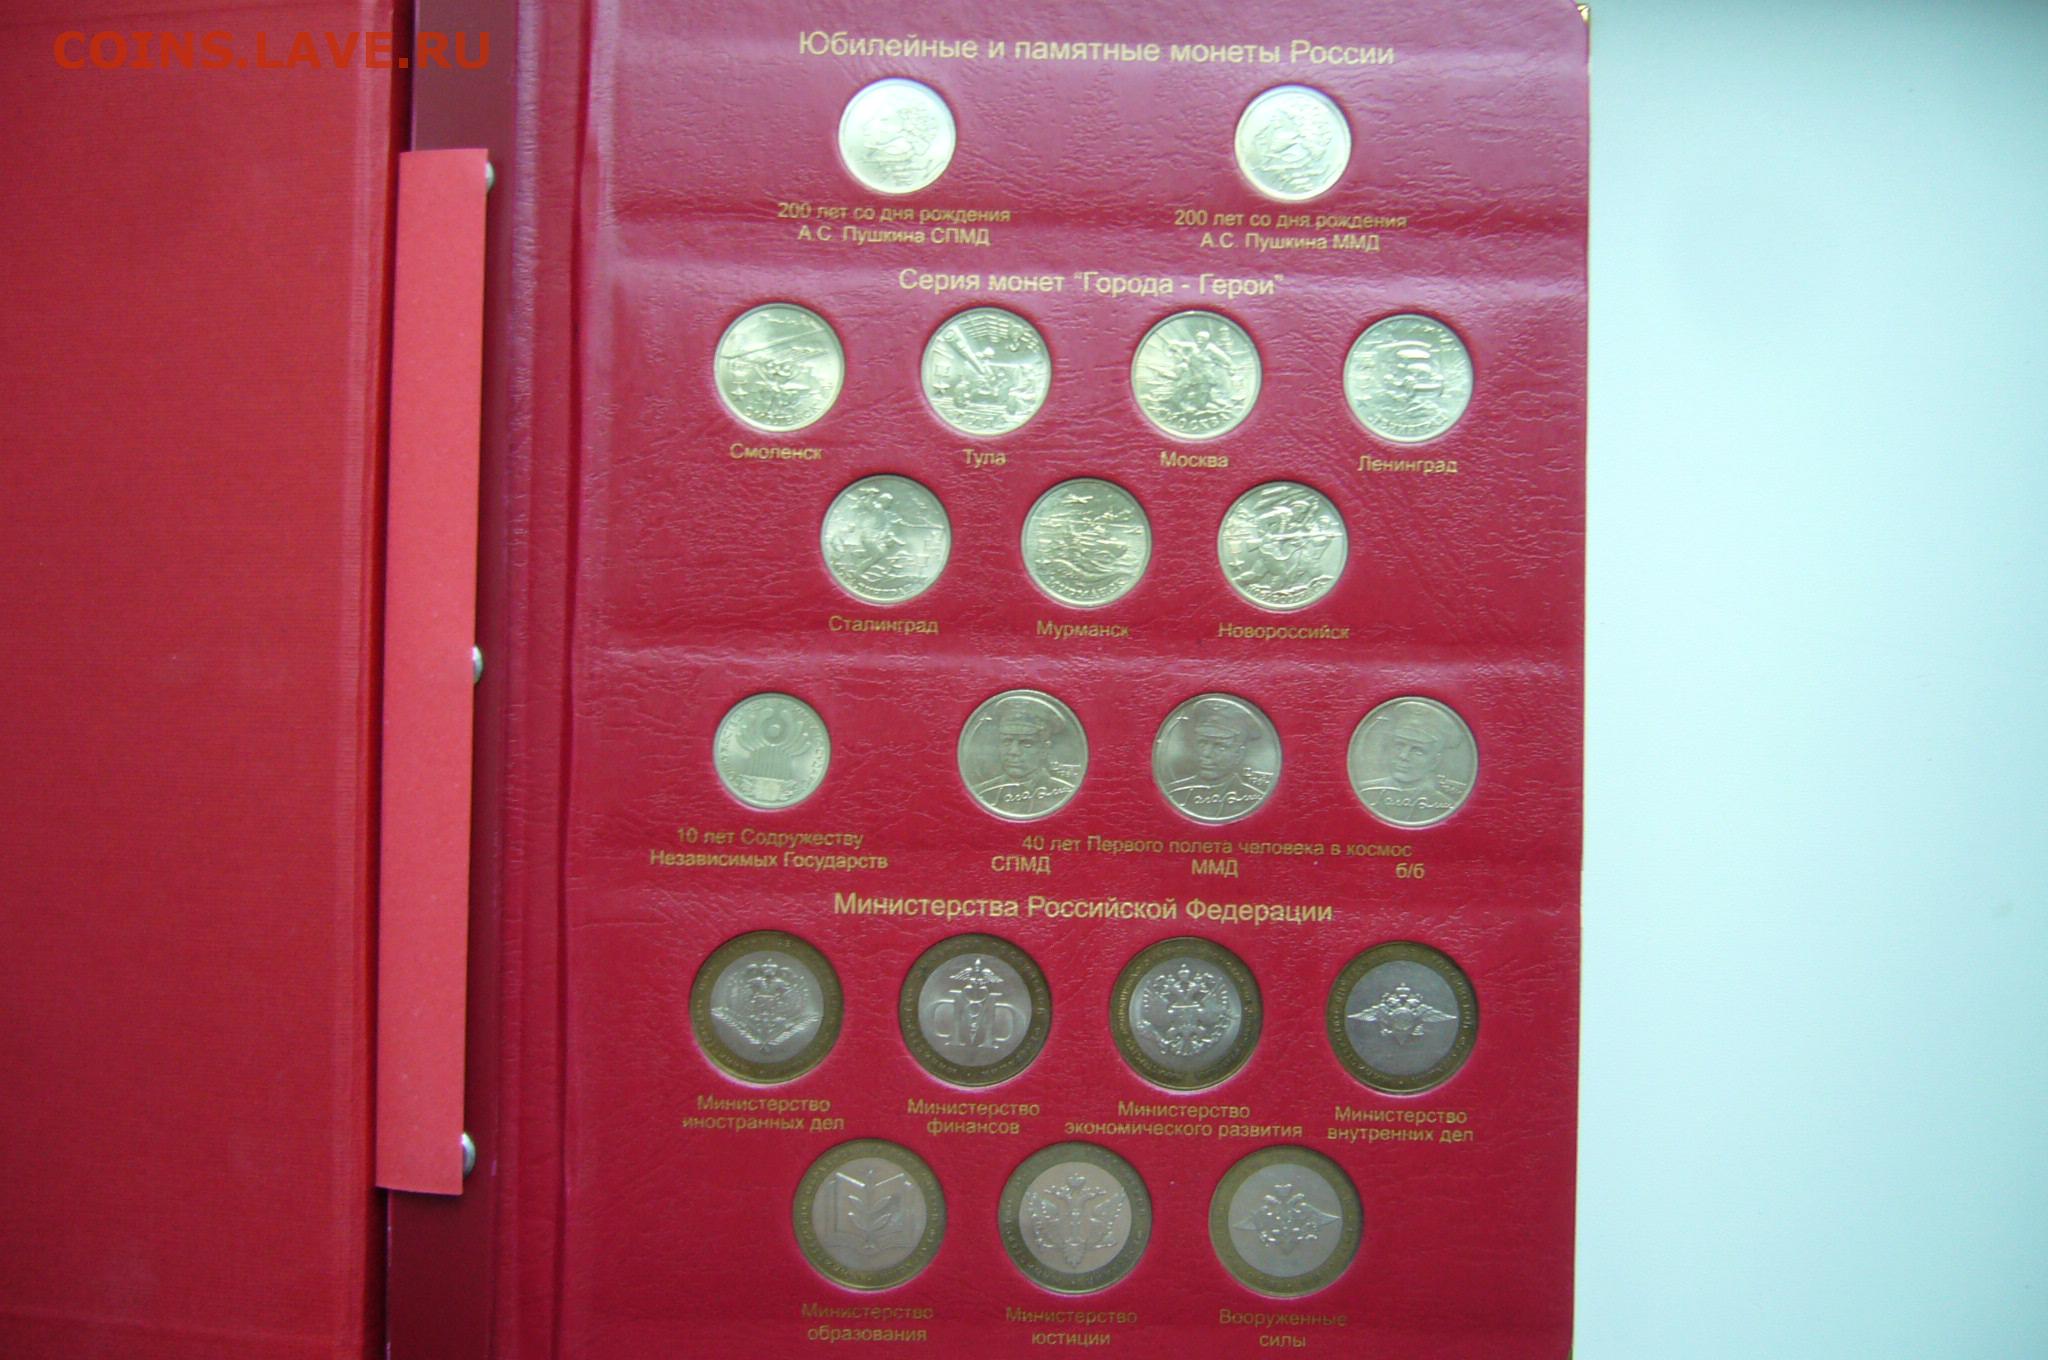 COINS.LAVE.RU
Юбилейные и памятные монеты России
200 лет со дня рождения
А.С. Пушкина СПМД
200 лет со дня рождения
А.С. Пушкина ММД
Серия монет "Города - Герои"
Смоленск
Тула
Москва
Ленинград
Сталинград
Мурманск
Новороссийск
10 лет Содружеству
Независимых Государств
40 лет Первого полета человека в космос
СПМД
ММД
б/б
Министерства Российской Федерации
Министерство
иностранных дел
Министерство
финансов
Министерство
экономического развития
Министерство
внутренних дел
Министерство
образования
Министерство
юстиции
Вооруженные
силы